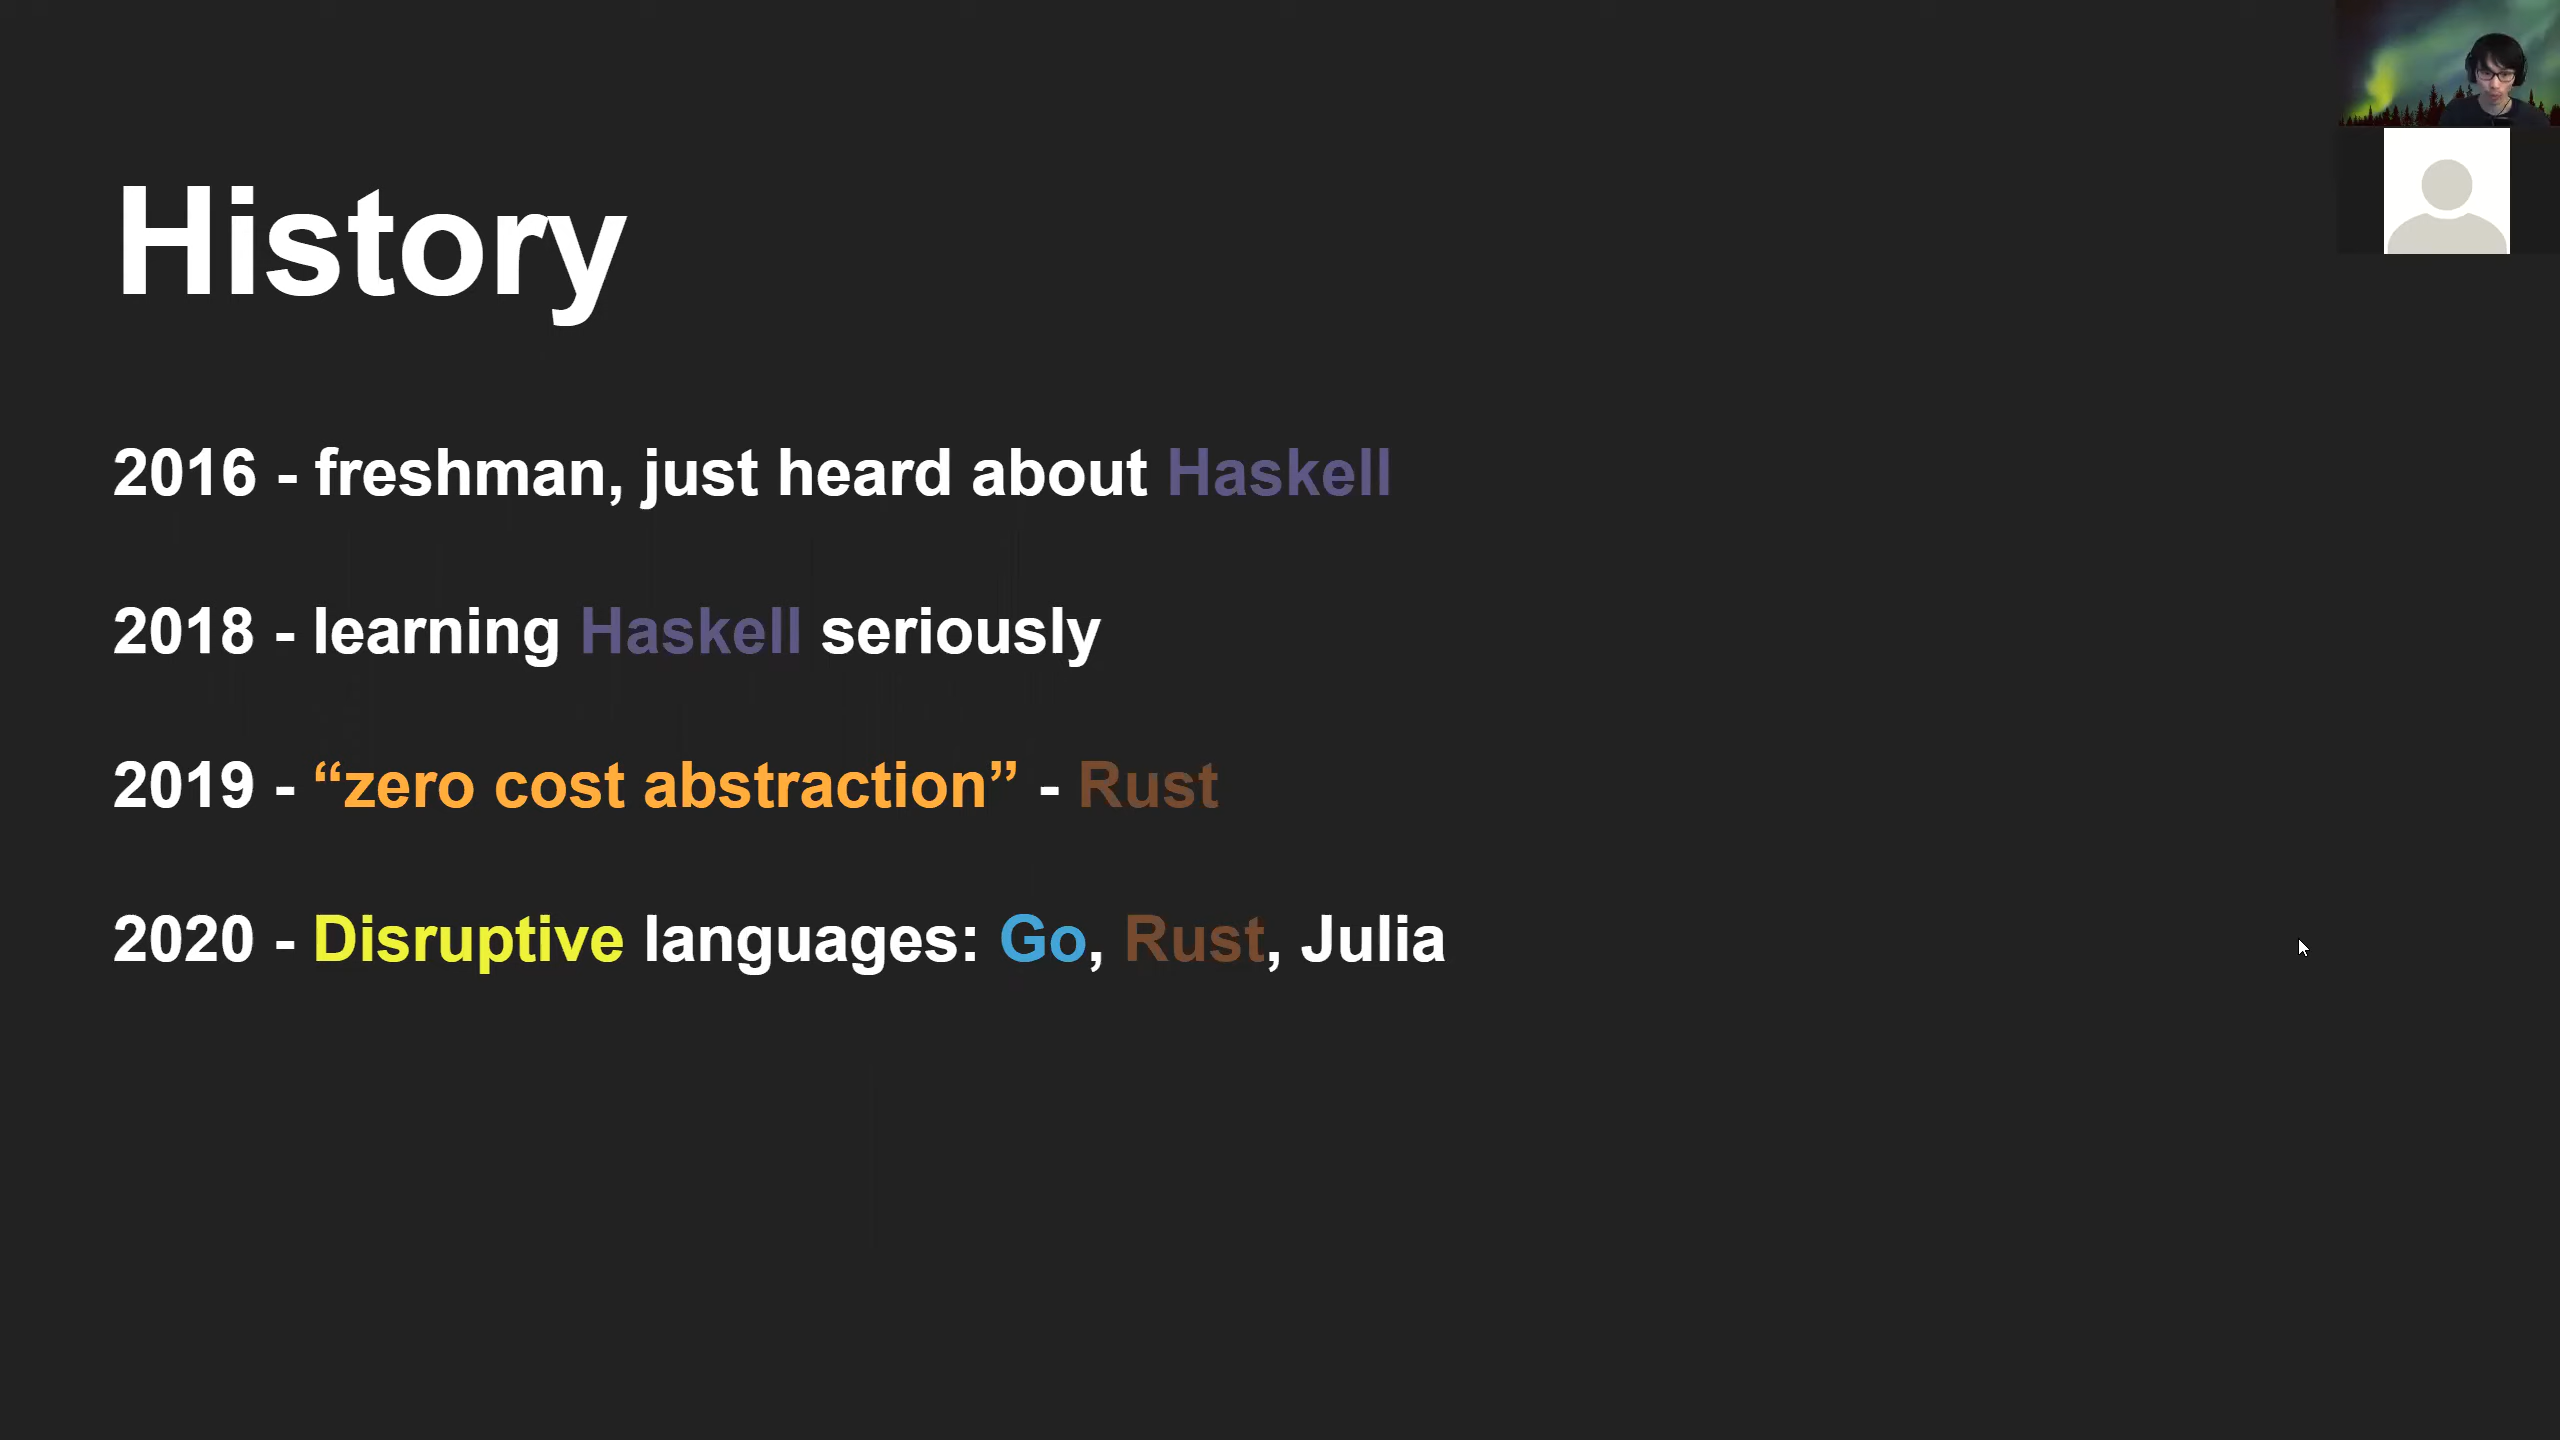 History
2016 - freshman, just heard about Haskell
2018 - learning Haskell seriously
2019 - “zero cost abstraction” - Rust
2020 - Disruptive languages: Go, Rust, Julia